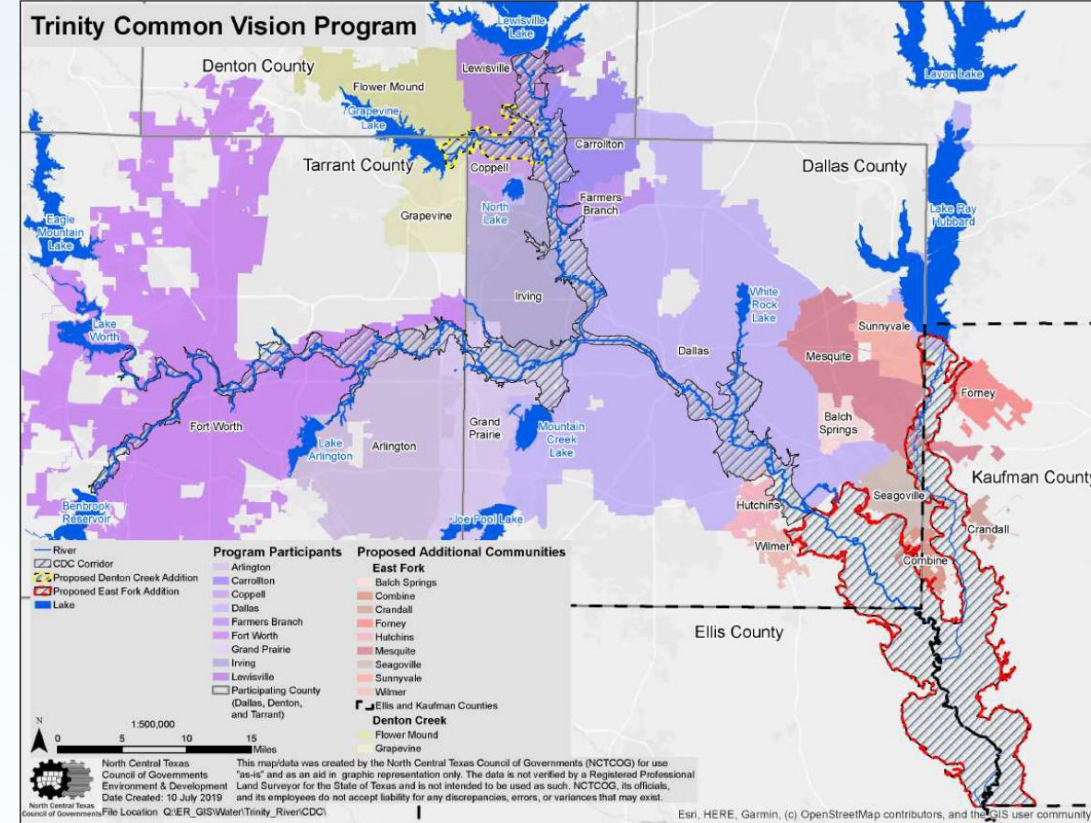 Trinity Common Vision Program
Lewisville
Lake
Lavon Lake
Denton County
Lewisville
Flower Mound
Grapevine
Lake
Carrollton
Tarrant County
Coppell
Dallas County
North
Lake
Farmers
Branch
Grapevine
Lake Ray
Hubbard
Eagle
Mountain
Lake
Irving
White
Rock
Lake
Lake
Worth
Sunnyvale
Dallas
Mesquite
Forney
Balch
Springs
Fort Worth
Grand
Prairie
Mountain
Creek
Lake
Lake
Arlington
Arlington
Kaufman County
Seagoville
Benbrook
Reservoir
Joe Pool Lake
Hutchins
Crandall
Wilmer
Combine
Ellis County
River
CDC Corridor
Proposed Denton Creek Addition
Proposed East Fork Addition
Lake
Program Participants
Arlington
Carrollton
Coppell
Dallas
Farmers Branch
Fort Worth
Grand Prairie
Irving
Lewisville
Participating County
(Dallas, Denton,
and Tarrant)
Proposed Additional Communities
East Fork
Balch Springs
Combine
Crandall
Forney
Hutchins
Mesquite
Seagoville
Sunnyvale
Wilmer
Ellis and Kaufman Counties
Denton Creek
Flower Mound
Grapevine
N
1:500,000
0 5 10 15
Miles
North Central Texas
Council of Governments
North Central Texas
Council of Governments
Environment & Development
Date Created: 10 July 2019
File Location Q:\ER_GIS\Water\Trinity_River\CDC\
This map/data was created by the North Central Texas Council of Governments (NCTCOG) for use
"as-is" and as an aid in graphic representation only. The data is not verified by a Registered Professional
Land Surveyor for the State of Texas and is not intended to be used as such. NCTCOG, its officials,
and its employees do not accept liability for any discrepancies, errors, or variances that may exist.
Esri, HERE, Garmin, (c) OpenStreetMap contributors, and the GIS user community